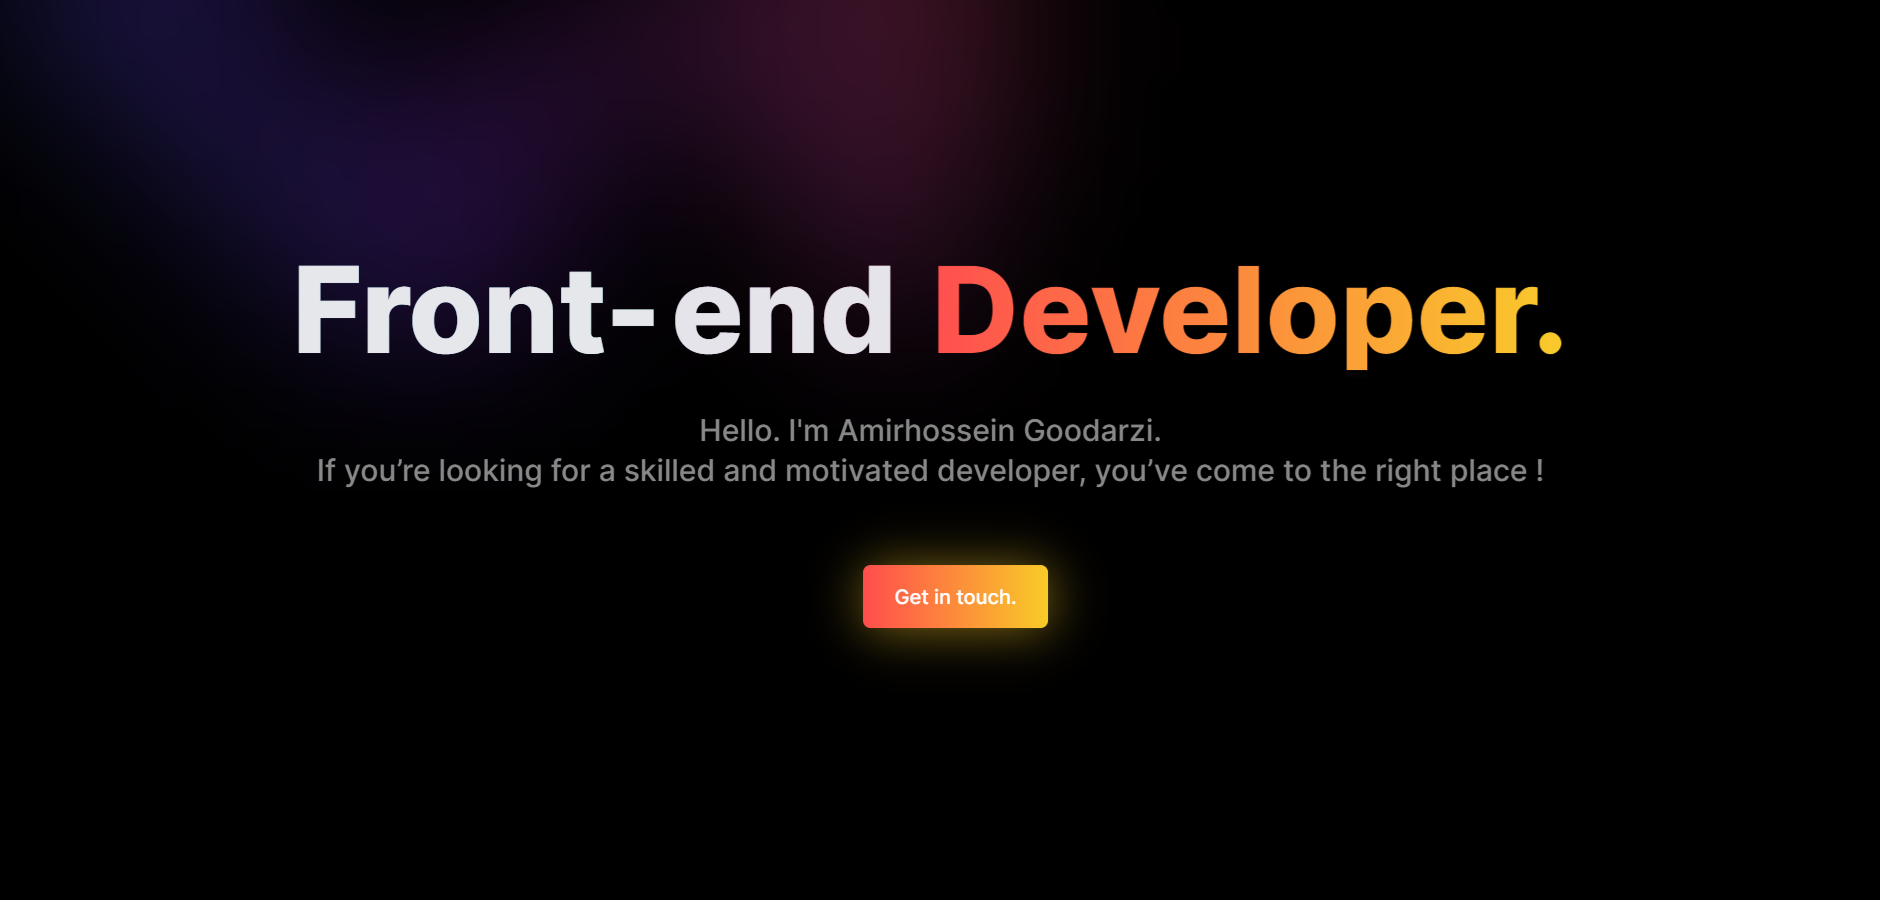 Front-end Developer.
Hello. I'm Amirhossein Goodarzi.
If you’re looking for a skilled and motivated developer, you’ve come to the right place !
Get in touch.